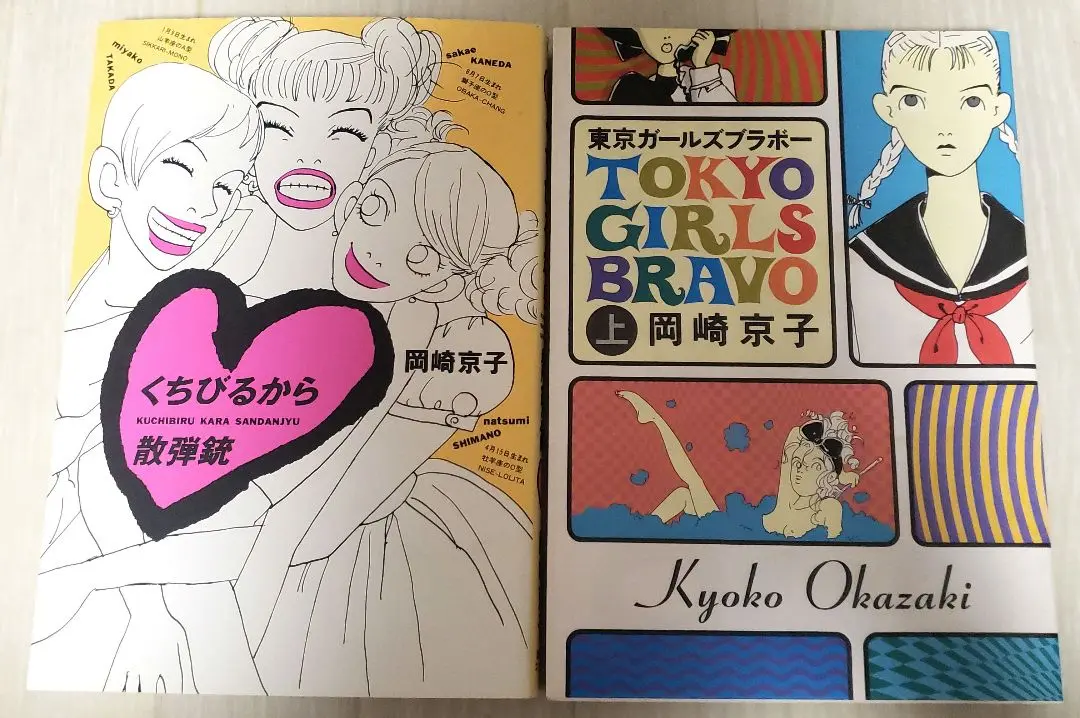 1月9日生まれ
山羊座のA型
SIKKARI-MONO
miyako
TAKADA
sakae
KANEDA
8月7日生まれ
獅子座のO型
OBAKA-CHANG
岡崎京子
くちびるから
KUCHIBIRU KARA SANDANJYU
散弾銃
natsumi
SHIMANO
4月15日生まれ
牡羊座のO型
NISE-LOLITA
東京ガールズブラボー
TOKYO
GIRLS
BRAVO
上 岡崎京子
Kyoko Okazaki